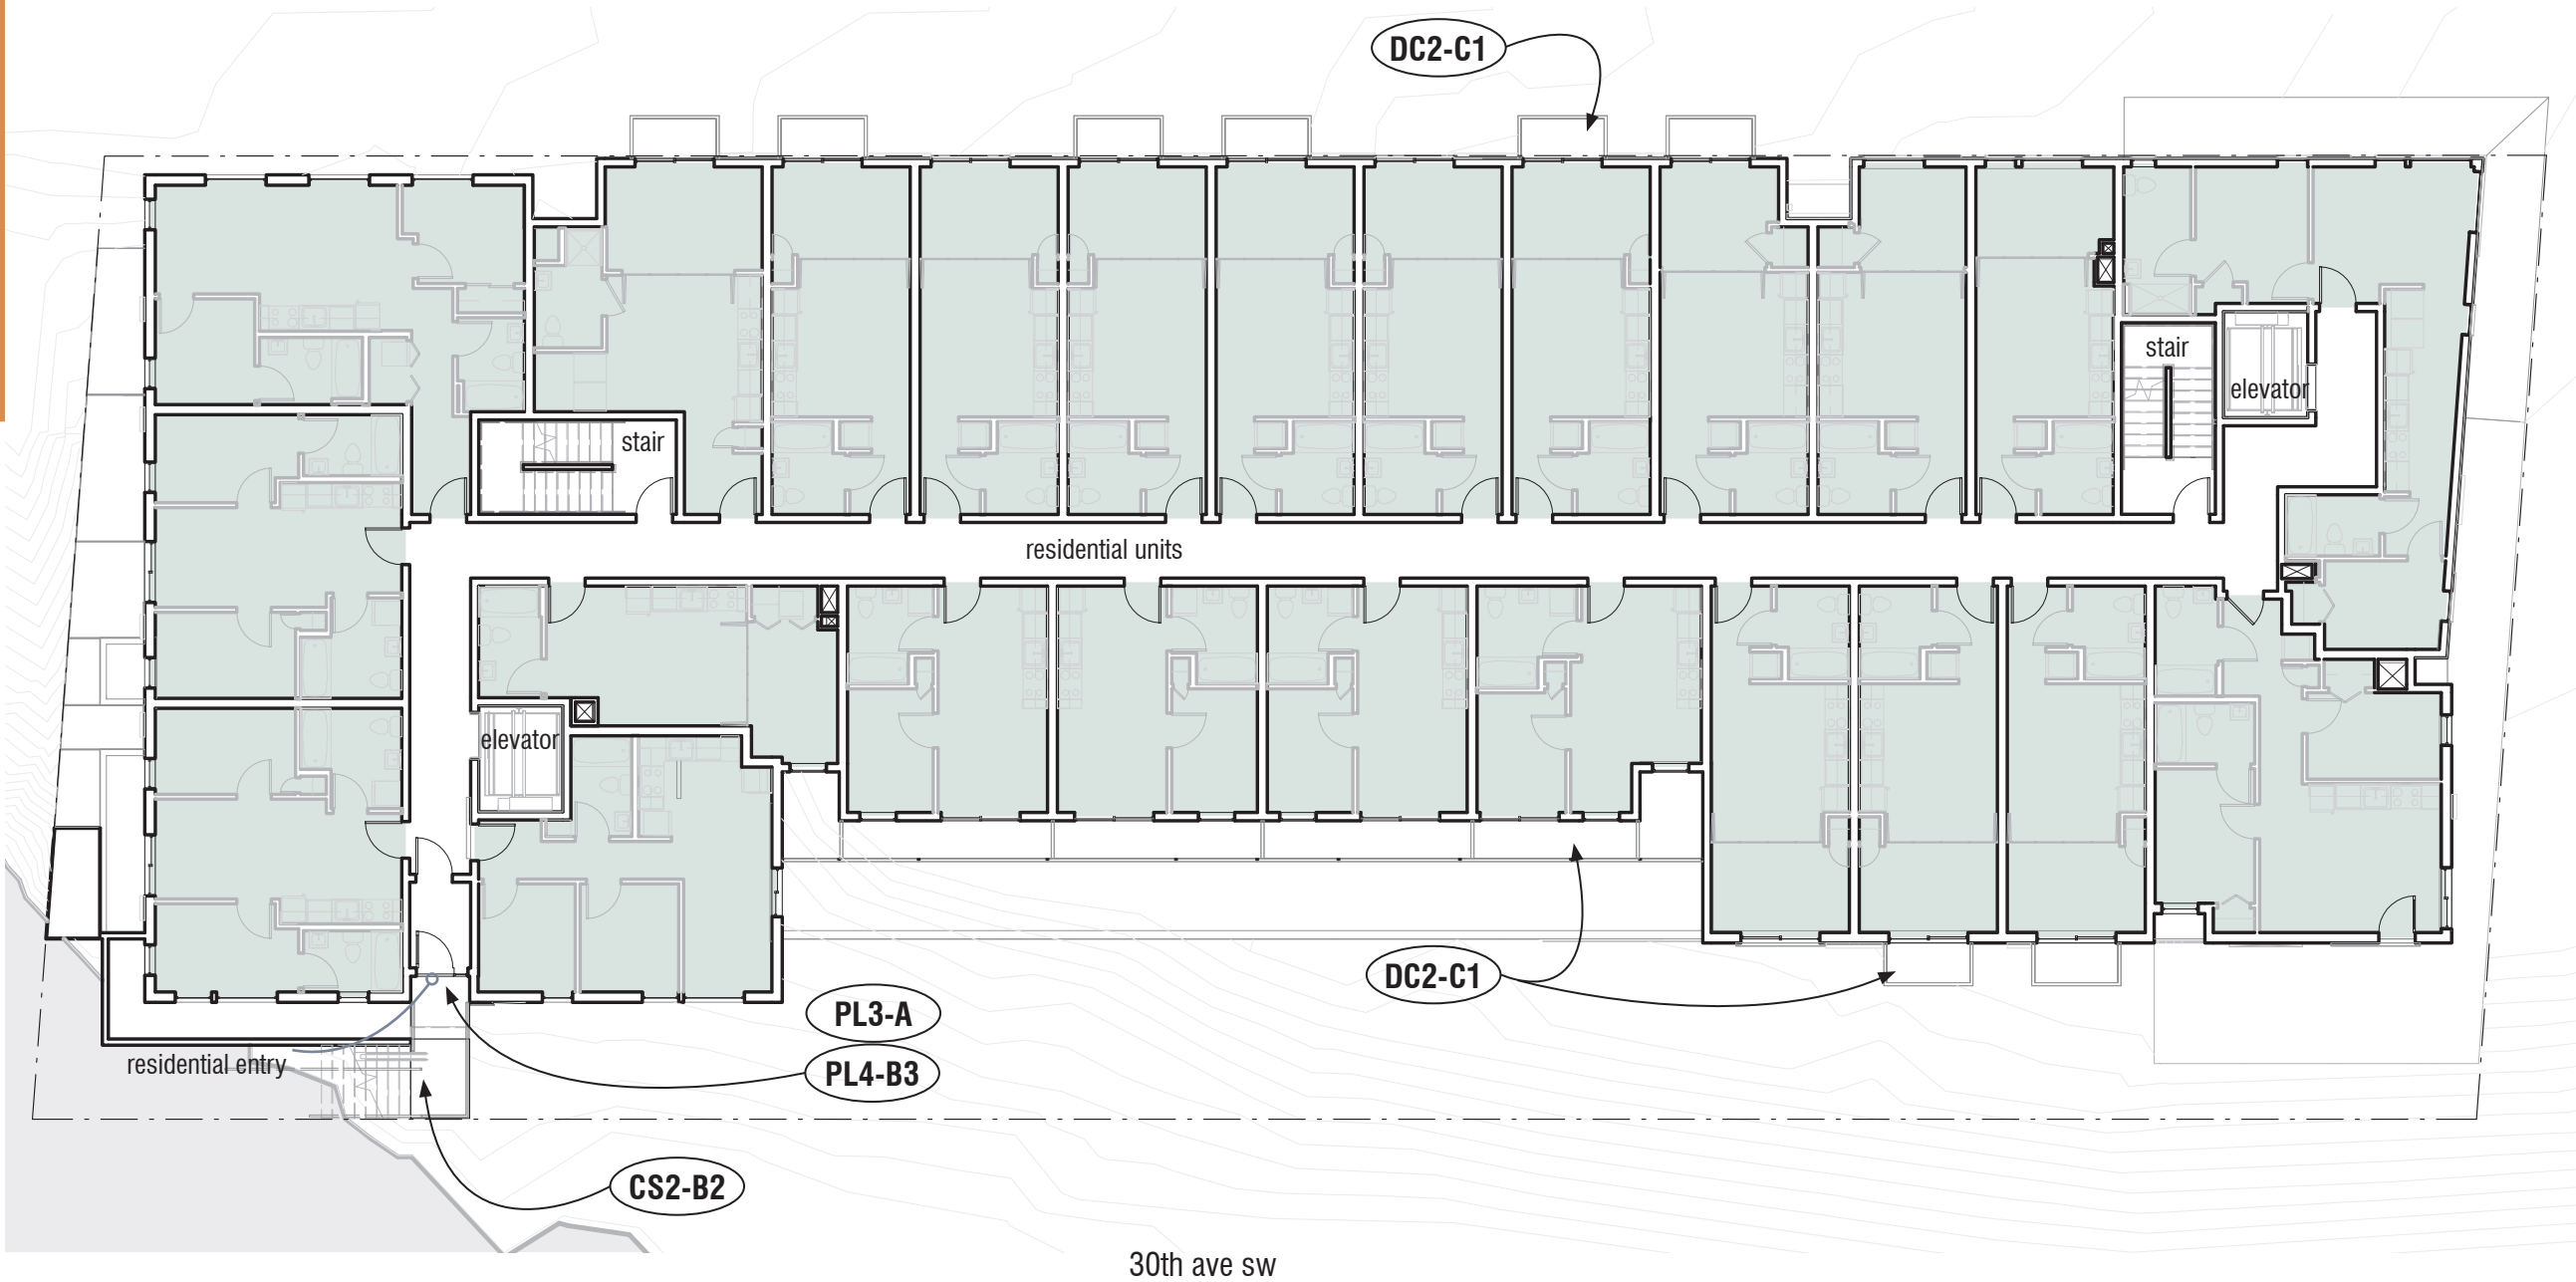 DC2-C1
stair
elevator
stair
residential units
elevator
DC2-C1
PL3-A
residential entry
PL4-B3
CS2-B2
30th ave sw